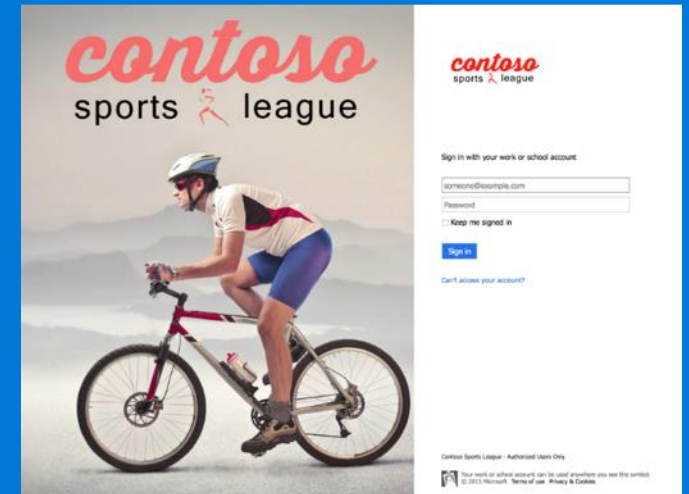 contoso
sports league
contoso
sports league
Sign in with your work or school account
someone@example.com
Password
Keep me signed in
Sign in
Can't access your account?
Contoso Sports League - Authorized Users Only
Your work or school account can be used anywhere you see this symbol.
© 2015 Microsoft Terms of use Privacy & Cookies